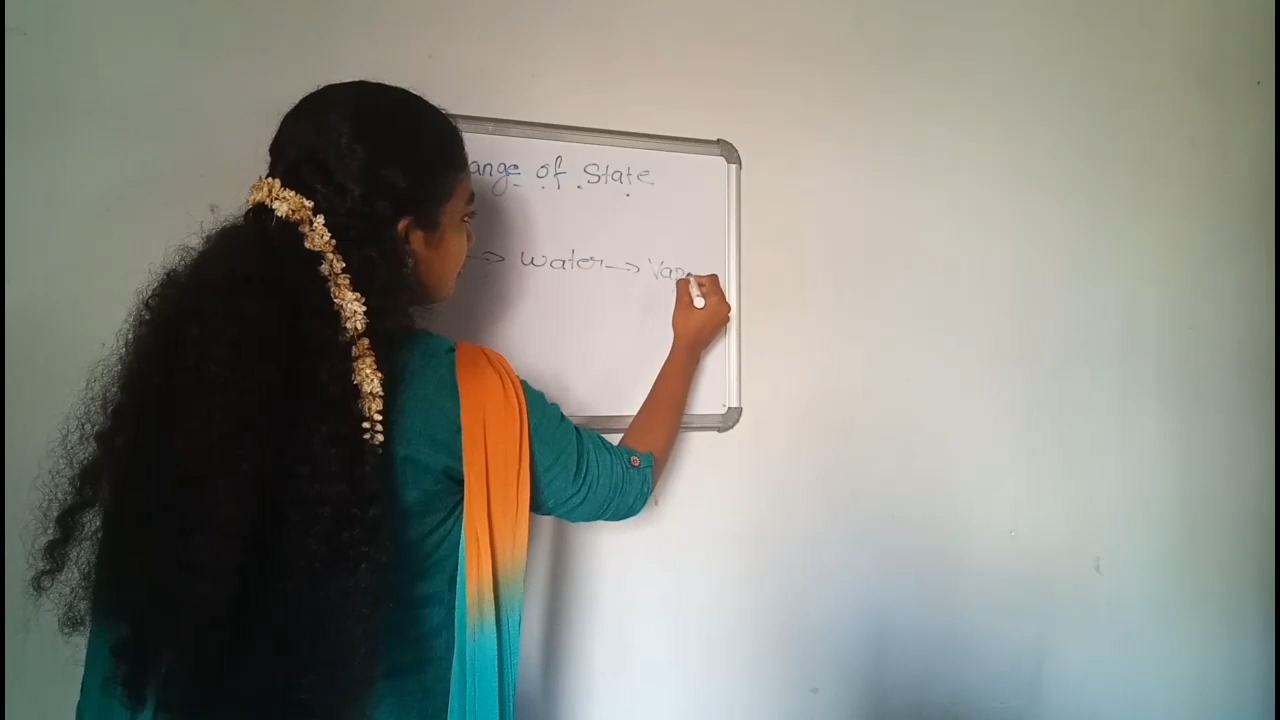 ange of State
→ water → Vap